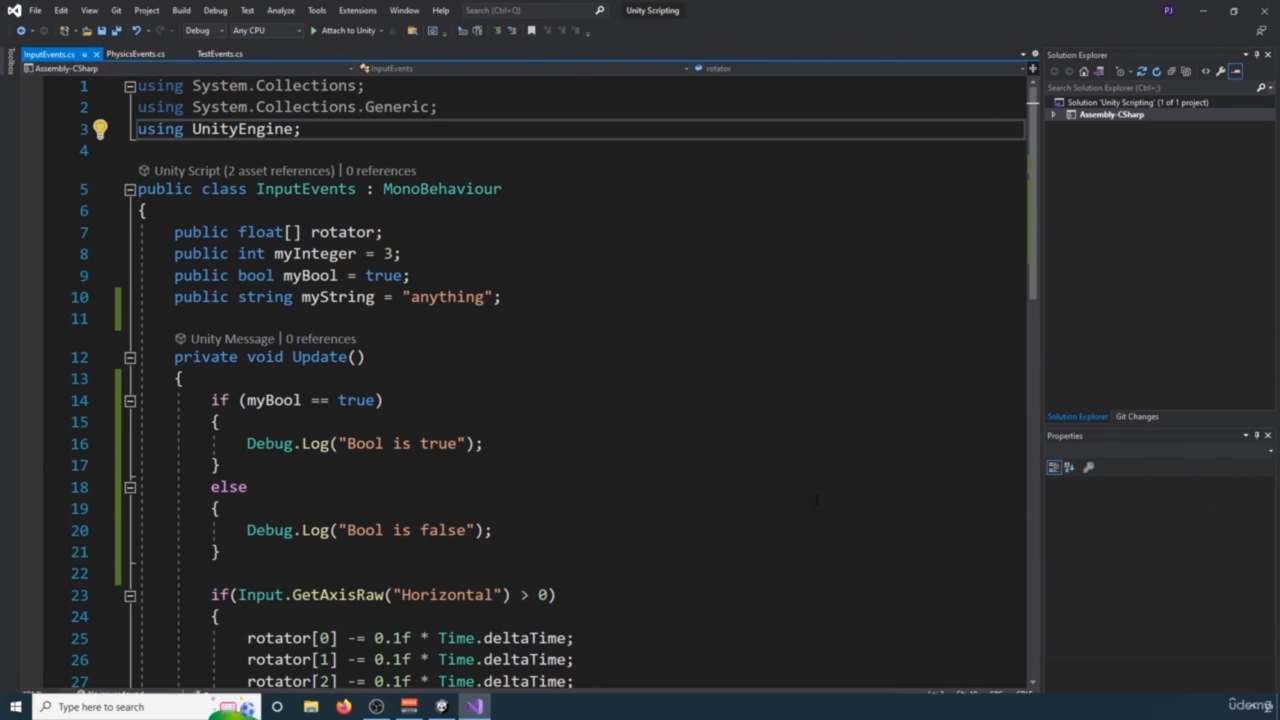 File Edit View Git Project Build Debug Test Analyze Tools Extensions Window Help Search (Ctrl+Q) Unity Scripting PJ
Debug Any CPU Attach to Unity
InputEvents.cs PhysicsEvents.cs TestEvents.cs
Assembly-CSharp InputEvents rotator
Toolbox
1 using System.Collections;
2 using System.Collections.Generic;
3 using UnityEngine;
4
Unity Script (2 asset references) | 0 references
5 public class InputEvents : MonoBehaviour
6 {
7 public float[] rotator;
8 public int myInteger = 3;
9 public bool myBool = true;
10 public string myString = "anything";
11
Unity Message | 0 references
12 private void Update()
13 {
14 if (myBool == true)
15 {
16 Debug.Log("Bool is true");
17 }
18 else
19 {
20 Debug.Log("Bool is false");
21 }
22
23 if(Input.GetAxisRaw("Horizontal") > 0)
24 {
25 rotator[0] -= 0.1f * Time.deltaTime;
26 rotator[1] -= 0.1f * Time.deltaTime;
27 rotator[2] -= 0.1f * Time.deltaTime;
Solution Explorer
Search Solution Explorer (Ctrl+;)
Solution 'Unity Scripting' (1 of 1 project)
Assembly-CSharp
Solution Explorer Git Changes
Properties
Type here to search
udemy